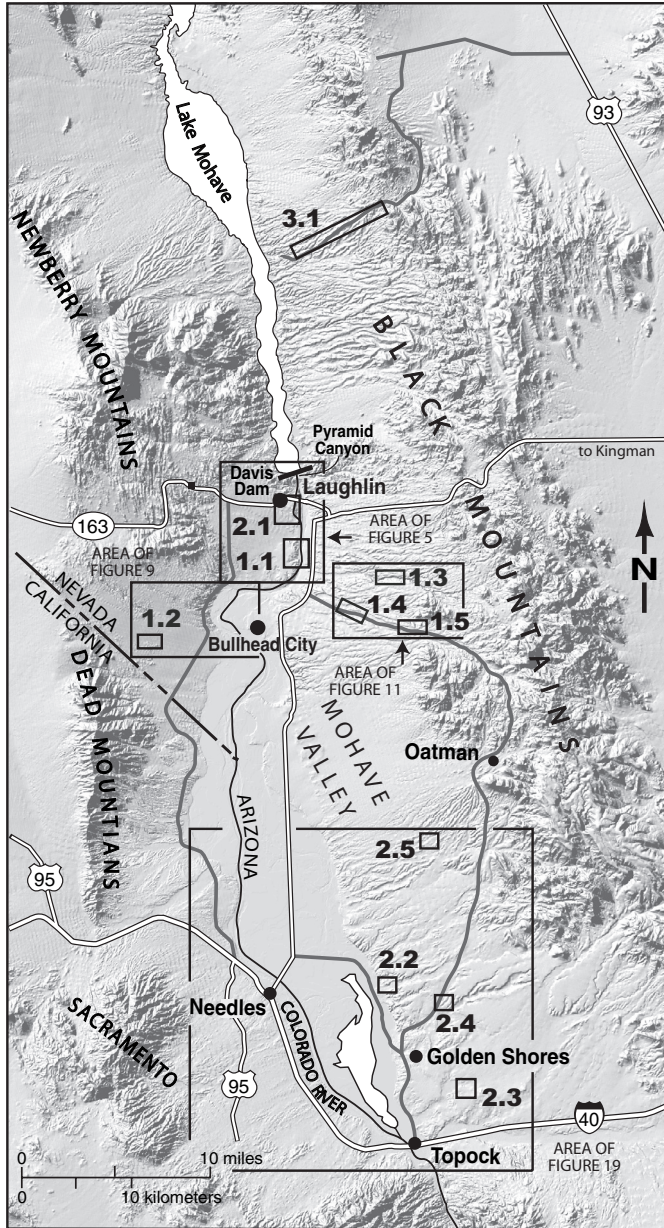 93
Lake Mohave
3.1
NEWBERRY MOUNTAINS
BLACK MOUNTAINS
Pyramid
Canyon
to Kingman
Davis
Dam
Laughlin
163
2.1
AREA OF
FIGURE 5
AREA OF
FIGURE 9
1.1
1.3
N
NEVADA
CALIFORNIA
1.2
1.4
1.5
Bullhead City
AREA OF
FIGURE 11
DEAD MOUNTIANS
MOHAVE
VALLEY
Oatman
ARIZONA
2.5
95
2.2
Needles
2.4
SACRAMENTO
COLORADO RIVER
Golden Shores
95
2.3
40
Topock
AREA OF
FIGURE 19
0 10 miles
0 10 kilometers